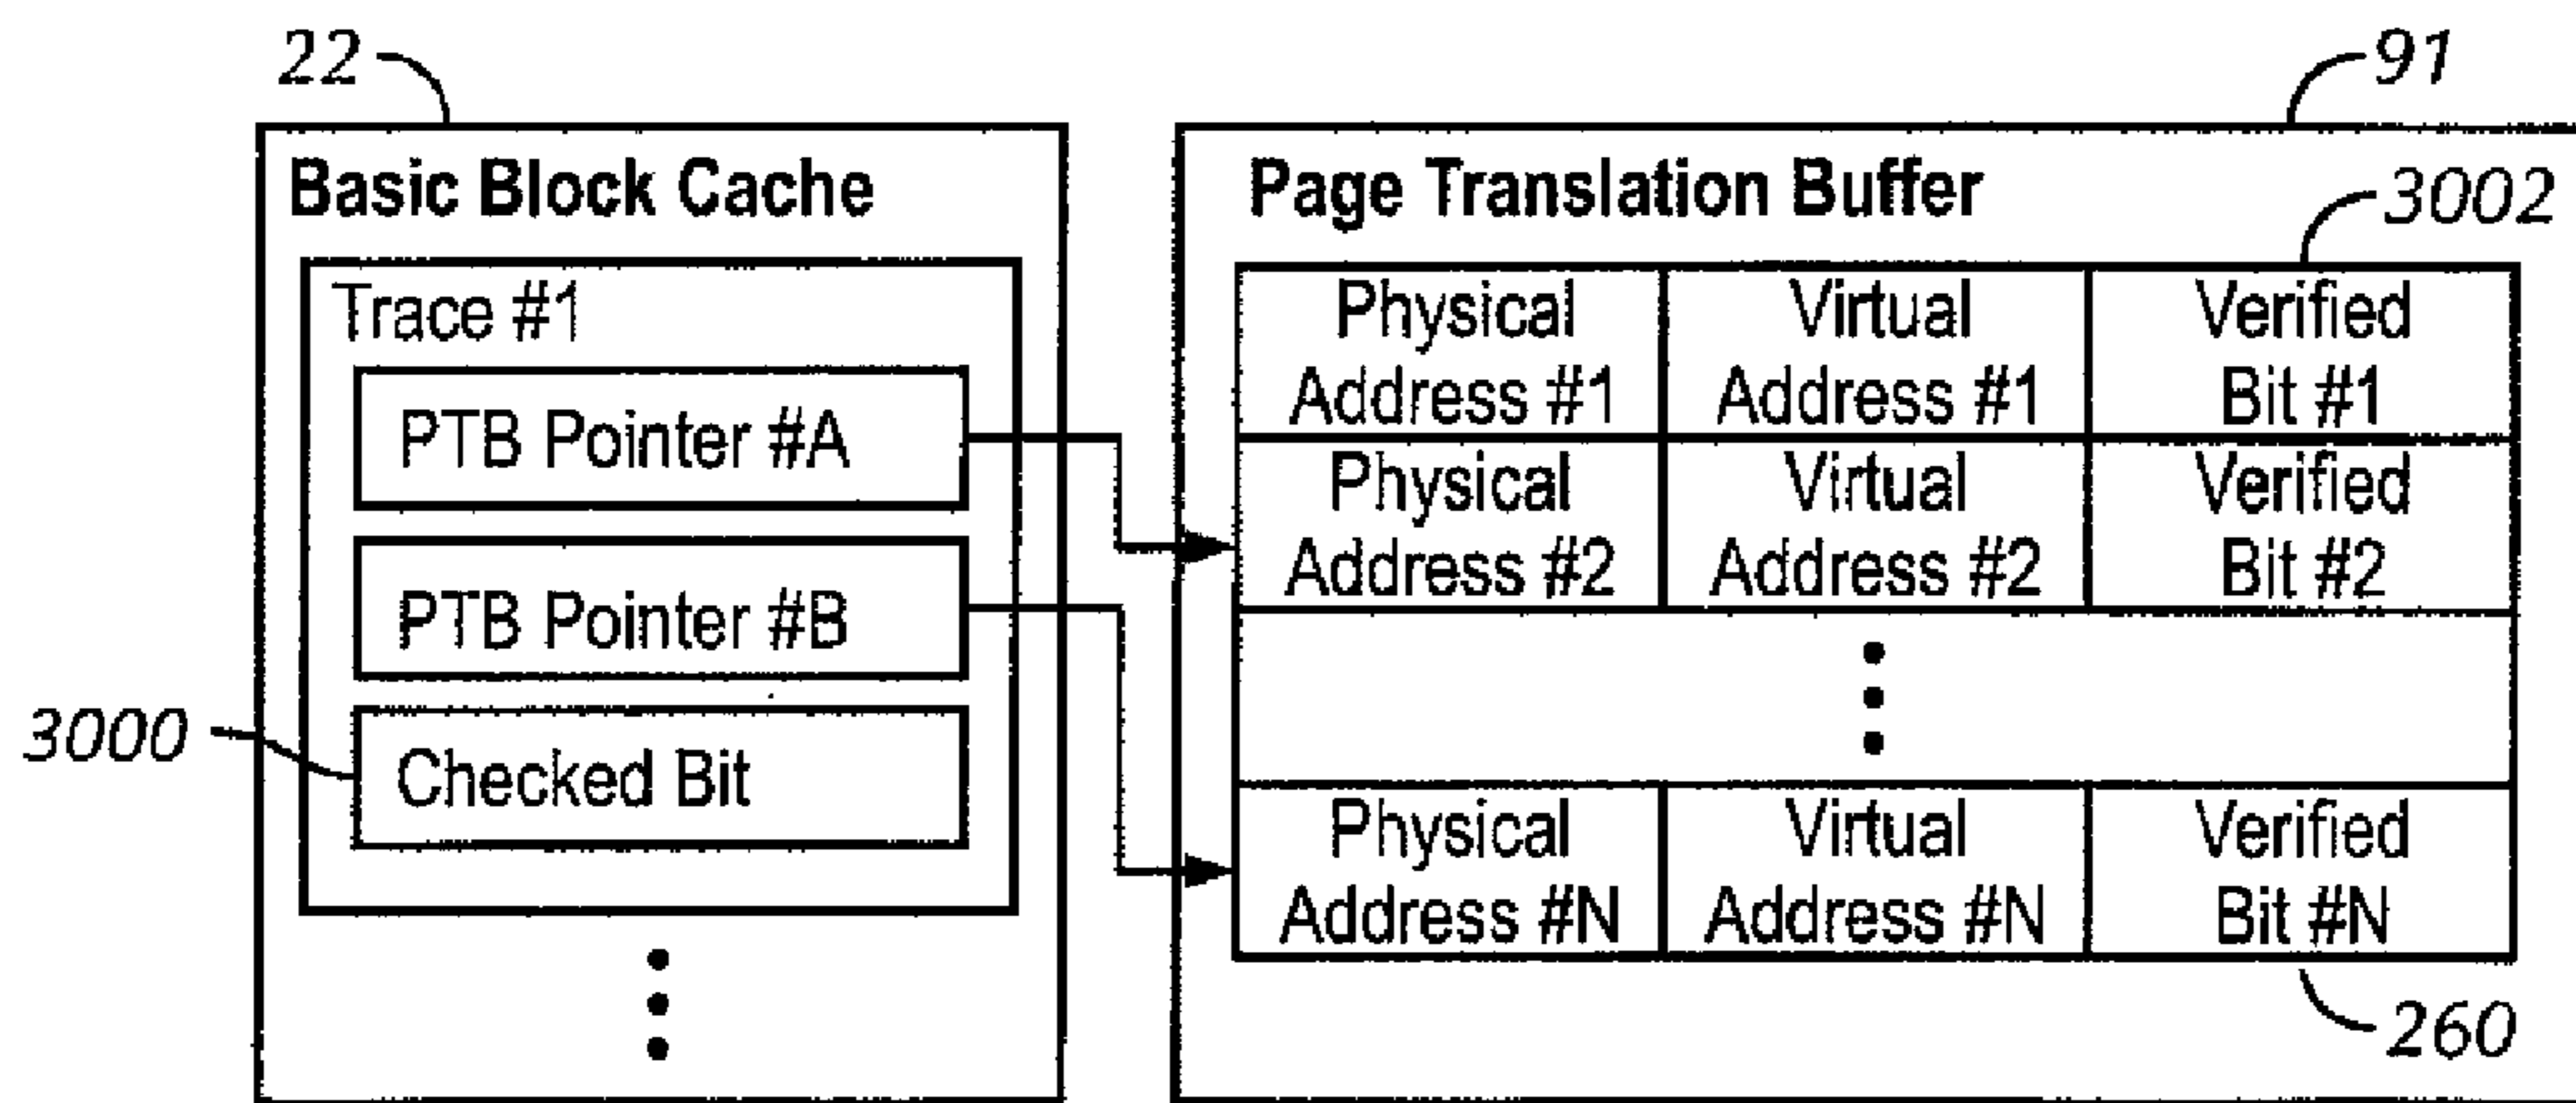 22
91
Basic Block Cache
Page Translation Buffer
3002
Trace #1
PTB Pointer #A
PTB Pointer #B
3000
Checked Bit
Physical
Address #1
Virtual
Address #1
Verified
Bit #1
Physical
Address #2
Virtual
Address #2
Verified
Bit #2
Physical
Address #N
Virtual
Address #N
Verified
Bit #N
260